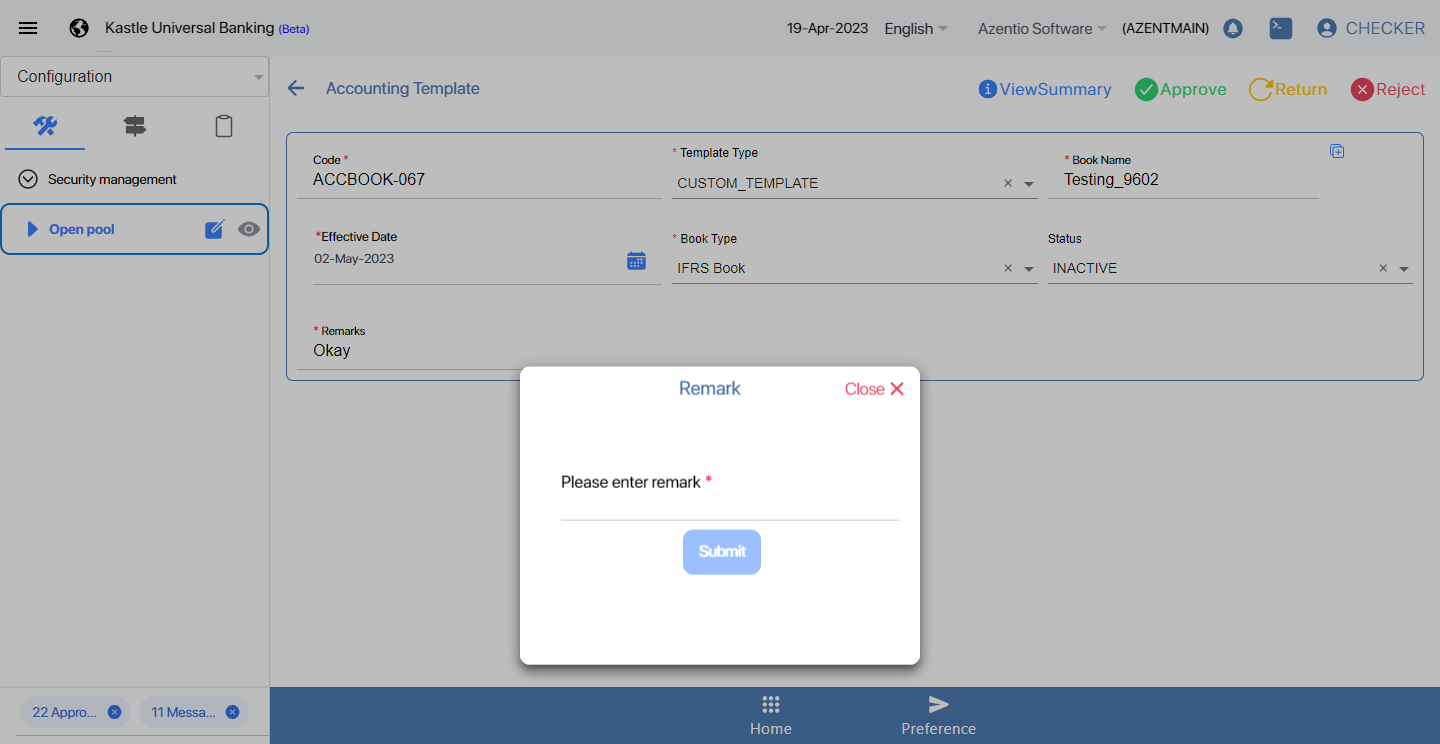 Kastle Universal Banking (Beta)
19-Apr-2023 English Azentio Software (AZENTMAIN) CHECKER
Configuration
Accounting Template
ViewSummary Approve Return Reject
Security management
Open pool
Code *
ACCBOOK-067
* Template Type
CUSTOM_TEMPLATE
* Book Name
Testing_9602
*Effective Date
02-May-2023
* Book Type
IFRS Book
Status
INACTIVE
* Remarks
Okay
Remark
Close
Please enter remark *
Submit
22 Appro...
11 Messa...
Home
Preference